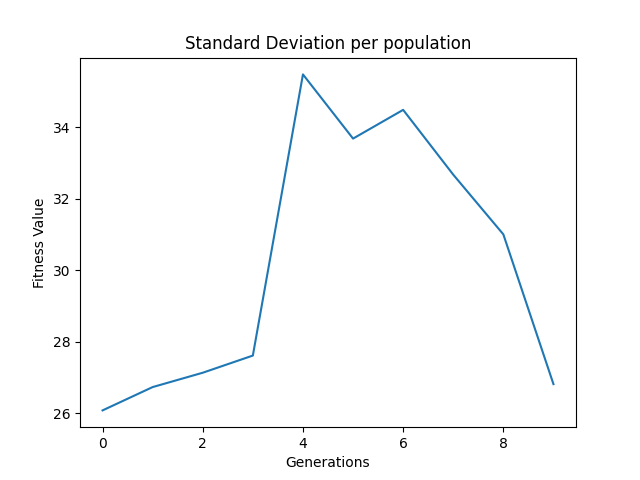 Standard Deviation per population
34
32
30
28
26
Fitness Value
0 2 4 6 8
Generations